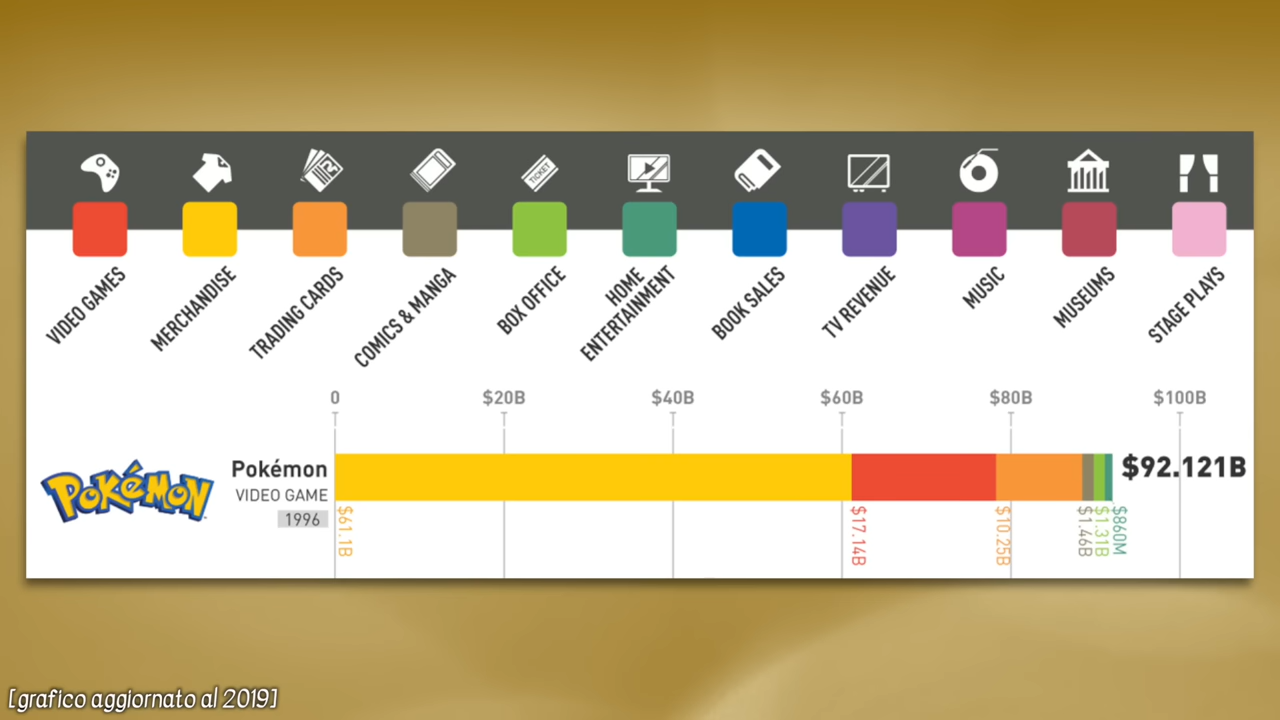 TICKET
VIDEO GAMES
MERCHANDISE
TRADING CARDS
COMICS & MANGA
BOX OFFICE
HOME
ENTERTAINMENT
BOOK SALES
TV REVENUE
MUSIC
MUSEUMS
STAGE PLAYS
0 $20B $40B $60B $80B $100B
POKéMON
Pokémon
VIDEO GAME
1996
$92.121B
$61.1B
$17.14B
$10.25B
$1.46B
$1.31B
$860M
[grafico aggiornato al 2019]